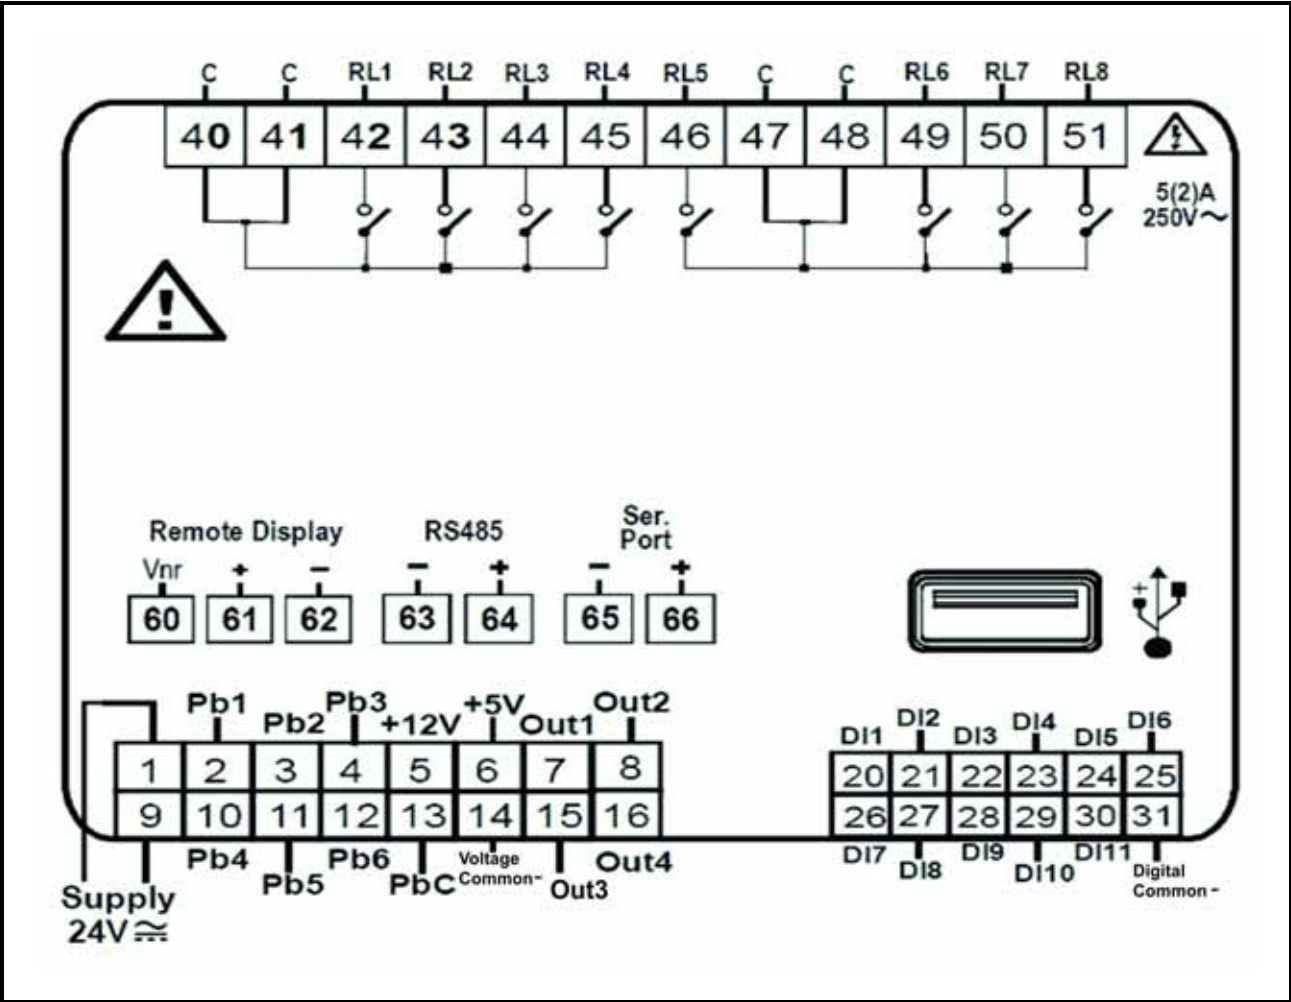 C C RL1 RL2 RL3 RL4 RL5 C C RL6 RL7 RL8
40 41 42 43 44 45 46 47 48 49 50 51
5(2)A
250V~
!
Remote Display RS485 Ser.
Port
Vnr + − − + − +
60 61 62 63 64 65 66
+
Pb1 Pb2 Pb3 +12V +5V Out1 Out2
1 2 3 4 5 6 7 8
9 10 11 12 13 14 15 16
Pb4 Pb5 Pb6 PbC Voltage
Common- Out3 Out4
Supply
24V
DI1 DI2 DI3 DI4 DI5 DI6
20 21 22 23 24 25
26 27 28 29 30 31
DI7 DI8 DI9 DI10 DI11 Digital
Common -